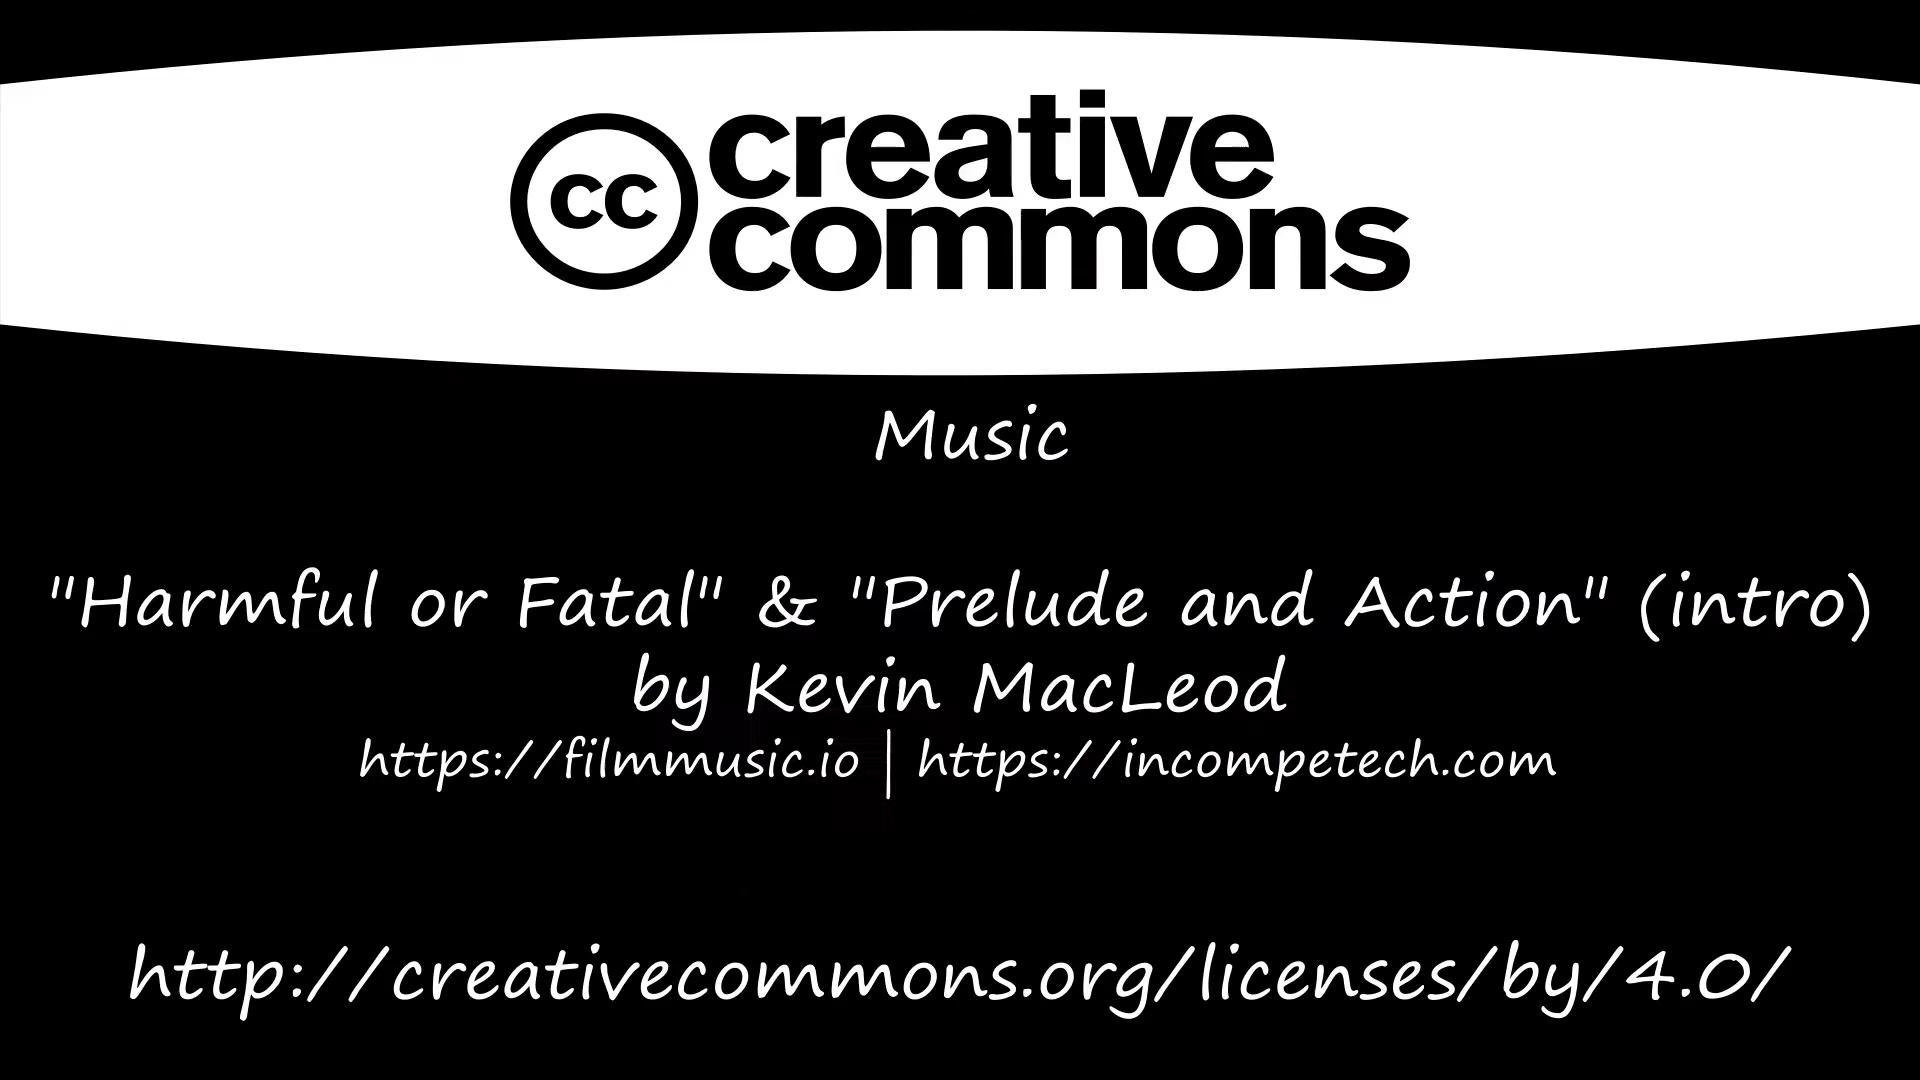 cc creative
commons
Music
"Harmful or Fatal" & "Prelude and Action" (intro)
by Kevin MacLeod
https://filmmusic.io | https://incompetech.com
http://creativecommons.org/licenses/by/4.0/